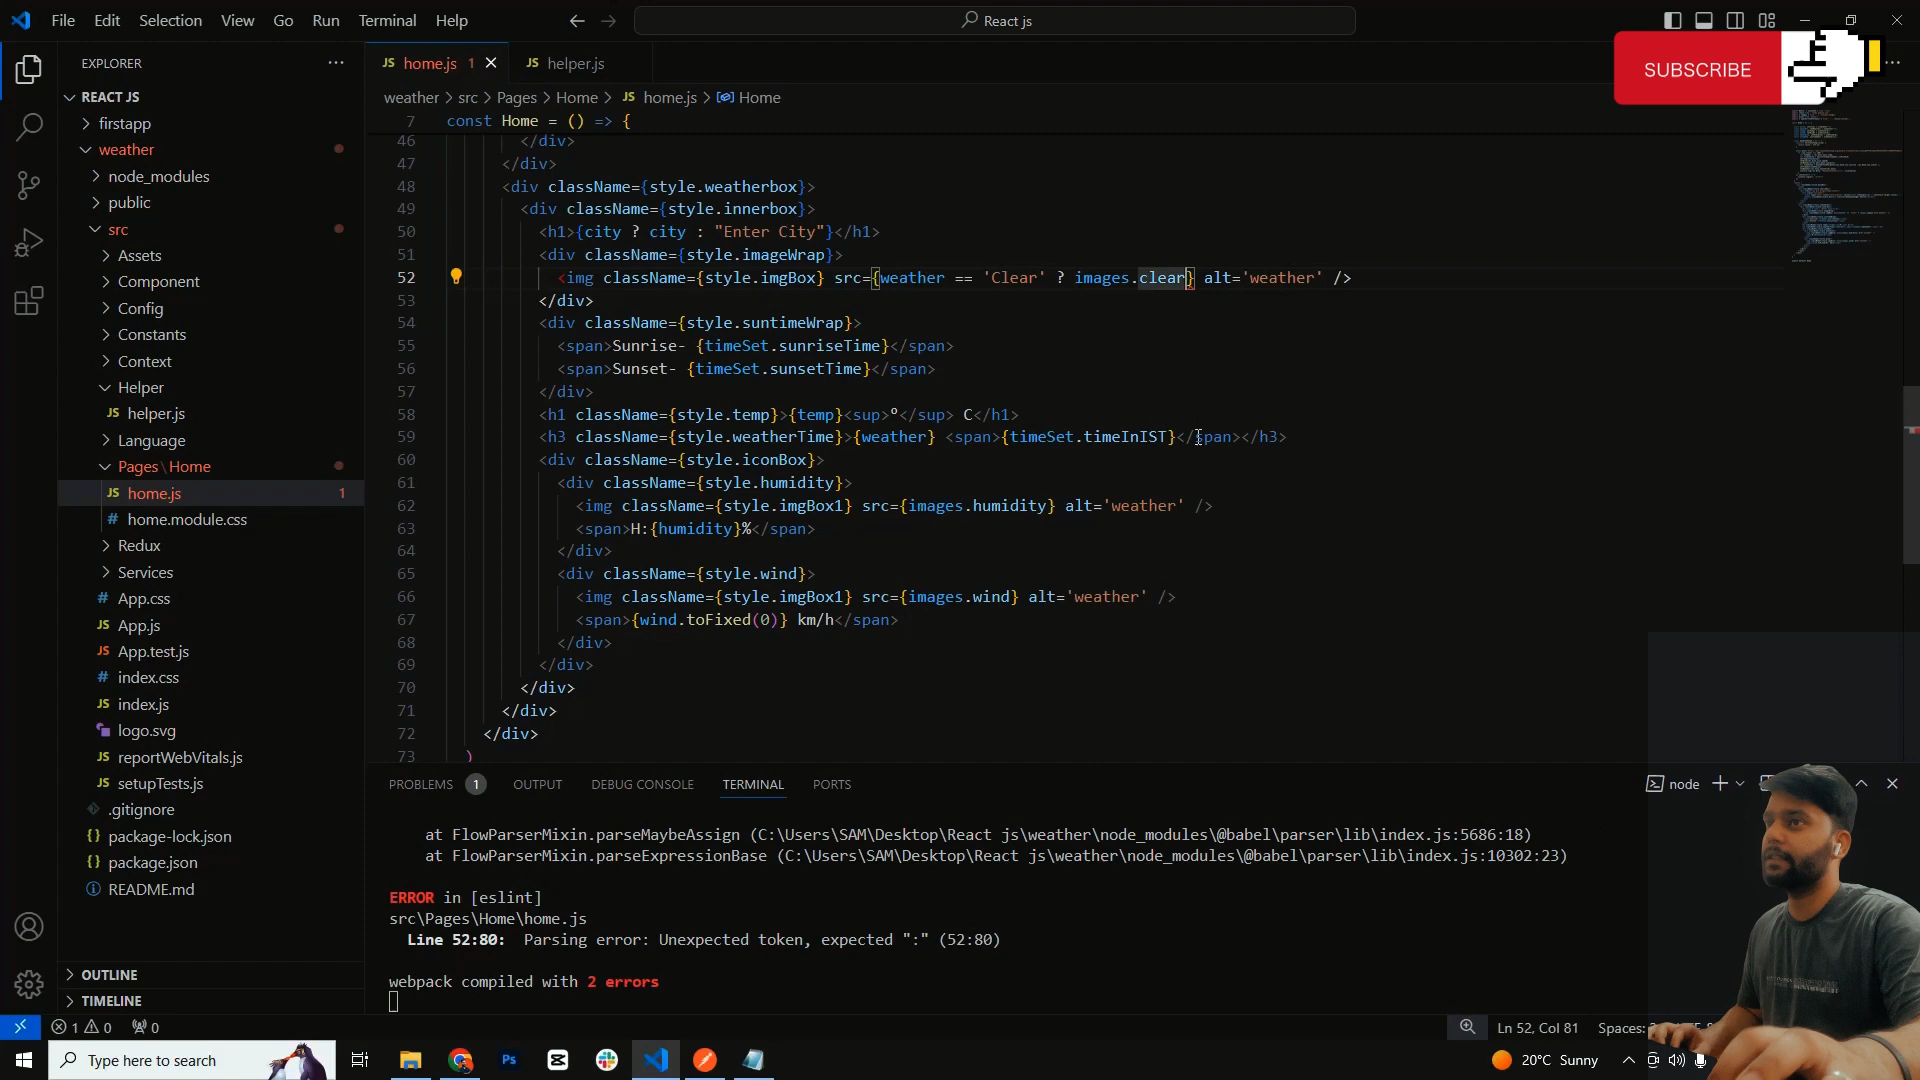 File Edit Selection View Go Run Terminal Help
React js
SUBSCRIBE
EXPLORER
REACT JS
firstapp
weather
node_modules
public
src
Assets
Component
Config
Constants
Context
Helper
helper.js
Language
Pages\Home
home.js 1
home.module.css
Redux
Services
App.css
App.js
App.test.js
index.css
index.js
logo.svg
reportWebVitals.js
setupTests.js
.gitignore
package-lock.json
package.json
README.md
OUTLINE
TIMELINE
JS home.js 1 JS helper.js
weather > src > Pages > Home > JS home.js > Home
7 const Home = () => {
46 </div>
47 </div>
48 <div className={style.weatherbox}>
49 <div className={style.innerbox}>
50 <h1>{city ? city : "Enter City"}</h1>
51 <div className={style.imageWrap}>
52 <img className={style.imgBox} src={weather == 'Clear' ? images.clear} alt='weather' />
53 </div>
54 <div className={style.suntimeWrap}>
55 <span>Sunrise- {timeSet.sunriseTime}</span>
56 <span>Sunset- {timeSet.sunsetTime}</span>
57 </div>
58 <h1 className={style.temp}>{temp}<sup>°</sup> C</h1>
59 <h3 className={style.weatherTime}>{weather} <span>{timeSet.timeInIST}</span></h3>
60 <div className={style.iconBox}>
61 <div className={style.humidity}>
62 <img className={style.imgBox1} src={images.humidity} alt='weather' />
63 <span>H:{humidity}%</span>
64 </div>
65 <div className={style.wind}>
66 <img className={style.imgBox1} src={images.wind} alt='weather' />
67 <span>{wind.toFixed(0)} km/h</span>
68 </div>
69 </div>
70 </div>
71 </div>
72 </div>
73 )
PROBLEMS 1 OUTPUT DEBUG CONSOLE TERMINAL PORTS
node
at FlowParserMixin.parseMaybeAssign (C:\Users\SAM\Desktop\React js\weather\node_modules\@babel\parser\lib\index.js:5686:18)
at FlowParserMixin.parseExpressionBase (C:\Users\SAM\Desktop\React js\weather\node_modules\@babel\parser\lib\index.js:10302:23)
ERROR in [eslint]
src\Pages\Home\home.js
Line 52:80: Parsing error: Unexpected token, expected ":" (52:80)
webpack compiled with 2 errors
1 0 0
Ln 52, Col 81 Spaces:
Type here to search
Ps
20°C Sunny